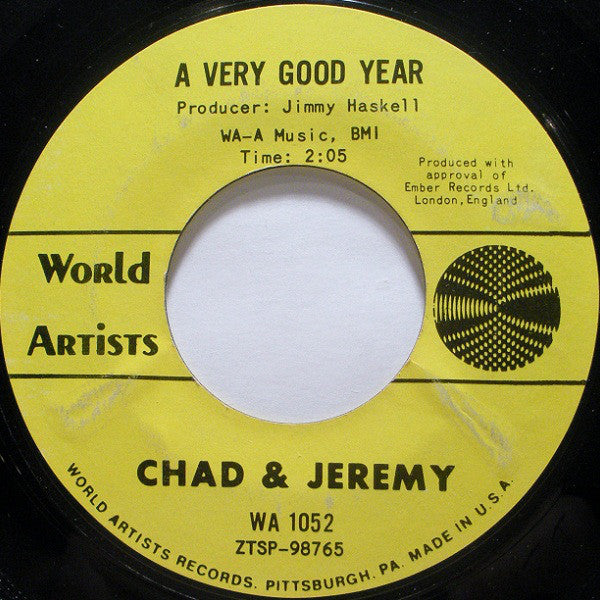 A VERY GOOD YEAR
Producer: Jimmy Haskell
WA-A Music, BMI
Time: 2:05
Produced with
approval of
Ember Records Ltd.
London,England
World
Artists
CHAD & JEREMY
WA 1052
ZTSP-98765
WORLD ARTISTS RECORDS. PITTSBURGH. PA. MADE IN U.S.A.